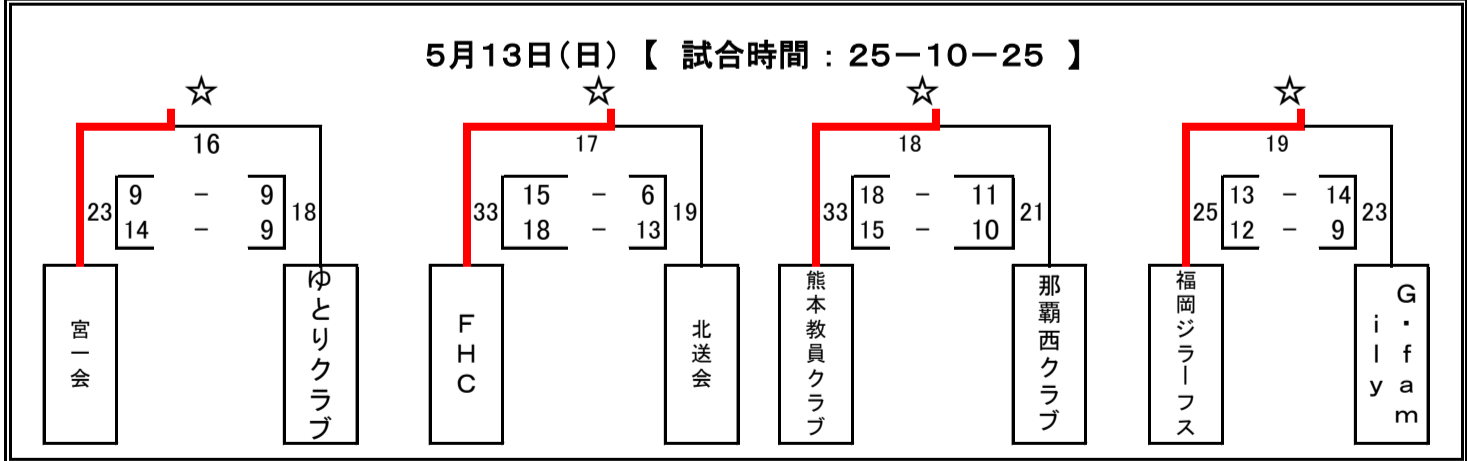 5月13日(日)【 試合時間 : 25-10-25 】
☆ ☆ ☆ ☆
16 17 18 19
23 9 - 9 18
14 - 9
33 15 - 6 19
18 - 13
33 18 - 11 21
15 - 10
25 13 - 14 23
12 - 9
宮一会
ゆとりクラブ
FHC
北送会
熊本教員クラブ
那覇西クラブ
福岡ジラーフス
G・fam
ily